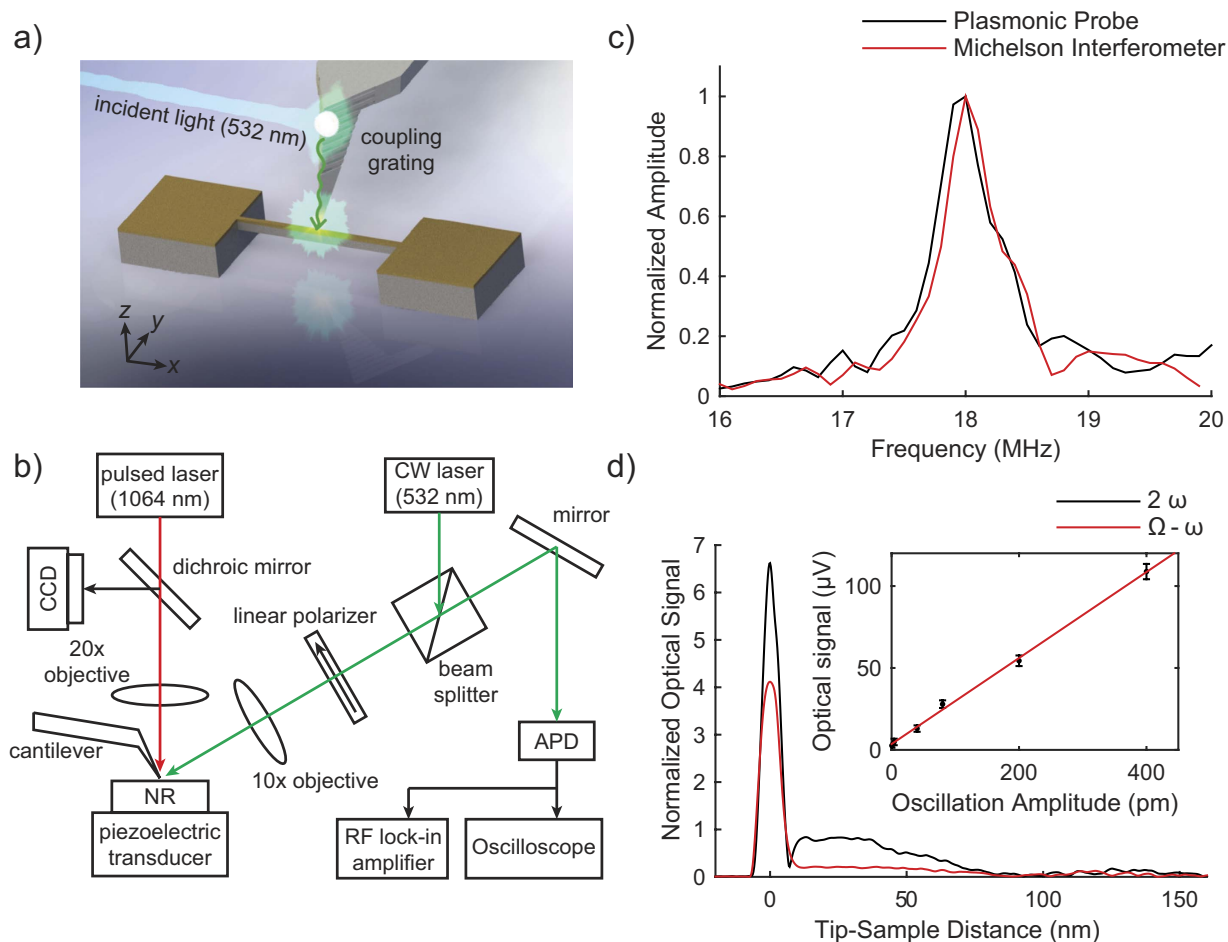 a)
incident light (532 nm)
coupling
grating
z
y
x
b)
pulsed laser
(1064 nm)
CCD
dichroic mirror
20x
objective
cantilever
NR
piezoelectric
transducer
CW laser
(532 nm)
mirror
linear polarizer
beam
splitter
10x objective
APD
RF lock-in
amplifier
Oscilloscope
c)
Plasmonic Probe
Michelson Interferometer
Normalized Amplitude
1
0.8
0.6
0.4
0.2
0
16
17
18
19
20
Frequency (MHz)
d)
2 ω
Ω - ω
Normalized Optical Signal
7
6
5
4
3
2
1
0
0
50
100
150
Tip-Sample Distance (nm)
Optical signal (µV)
100
50
0
0
200
400
Oscillation Amplitude (pm)